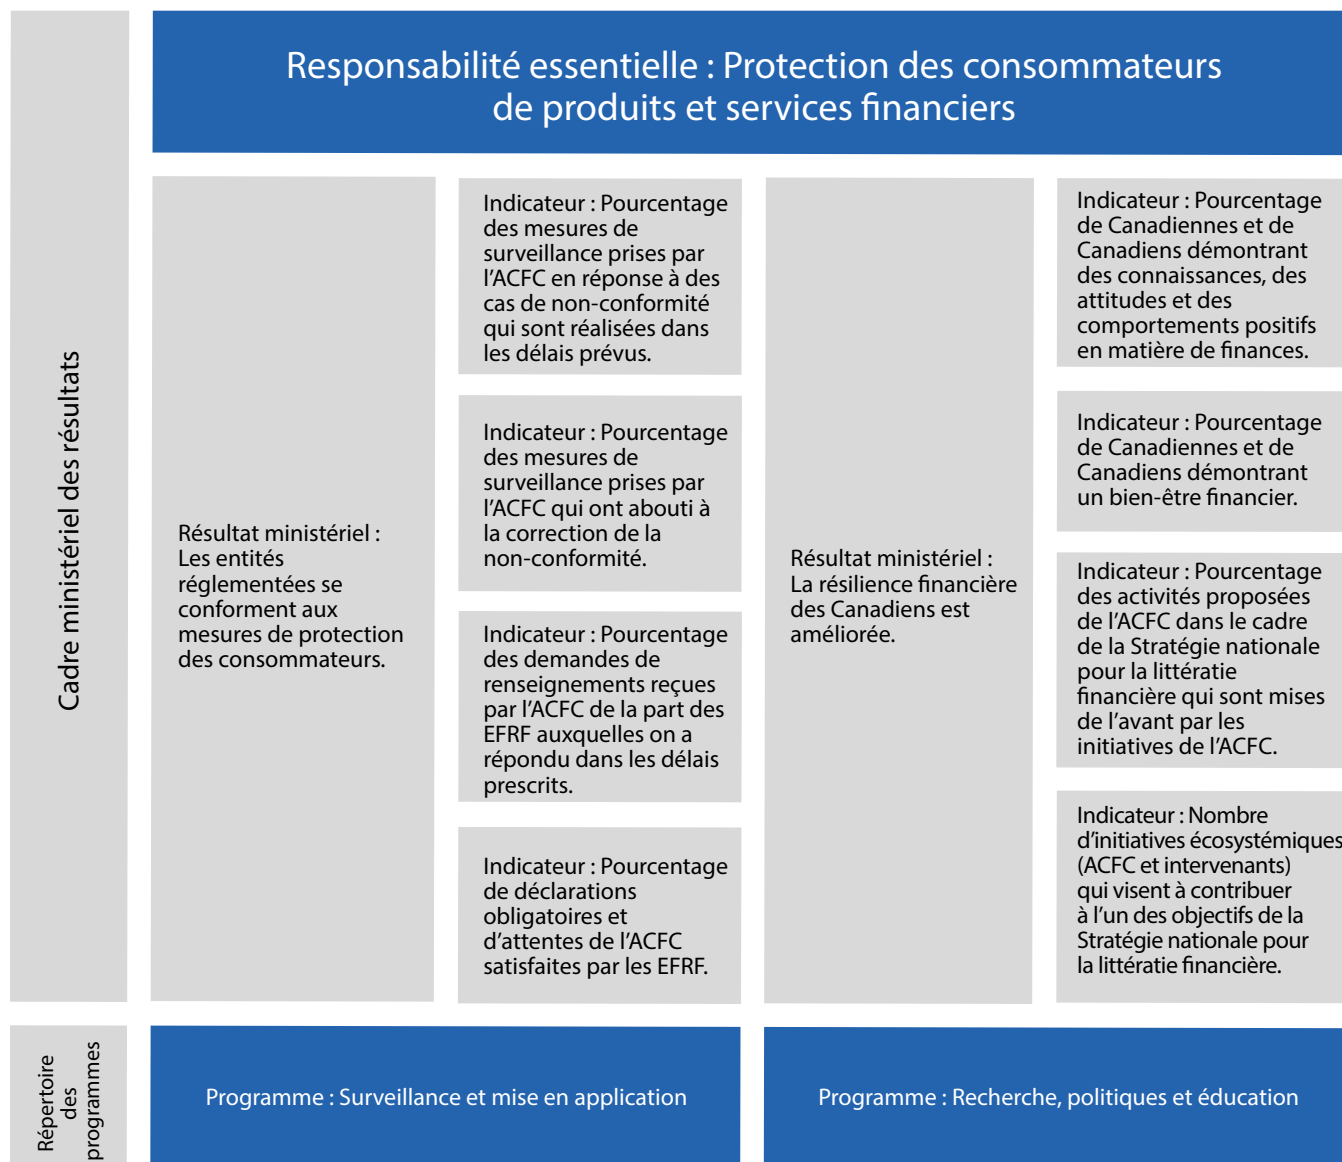 Responsabilité essentielle : Protection des consommateurs
de produits et services financiers
Cadre ministériel des résultats
Résultat ministériel :
Les entités
réglementées se
conforment aux
mesures de protection
des consommateurs.
Indicateur : Pourcentage
des mesures de
surveillance prises par
l’ACFC en réponse à des
cas de non-conformité
qui sont réalisées dans
les délais prévus.
Indicateur : Pourcentage
des mesures de
surveillance prises par
l’ACFC qui ont abouti à
la correction de la
non-conformité.
Indicateur : Pourcentage
des demandes de
renseignements reçues
par l’ACFC de la part des
EFRF auxquelles on a
répondu dans les délais
prescrits.
Indicateur : Pourcentage
de déclarations
obligatoires et
d’attentes de l’ACFC
satisfaites par les EFRF.
Résultat ministériel :
La résilience financière
des Canadiens est
améliorée.
Indicateur : Pourcentage
de Canadiennes et de
Canadiens démontrant
des connaissances, des
attitudes et des
comportements positifs
en matière de finances.
Indicateur : Pourcentage
de Canadiennes et de
Canadiens démontrant
un bien-être financier.
Indicateur : Pourcentage
des activités proposées
de l’ACFC dans le cadre
de la Stratégie nationale
pour la littératie
financière qui sont mises
de l’avant par les
initiatives de l’ACFC.
Indicateur : Nombre
d’initiatives écosystémiques
(ACFC et intervenants)
qui visent à contribuer
à l’un des objectifs de la
Stratégie nationale pour
la littératie financière.
Répertoire
des
programmes
Programme : Surveillance et mise en application
Programme : Recherche, politiques et éducation